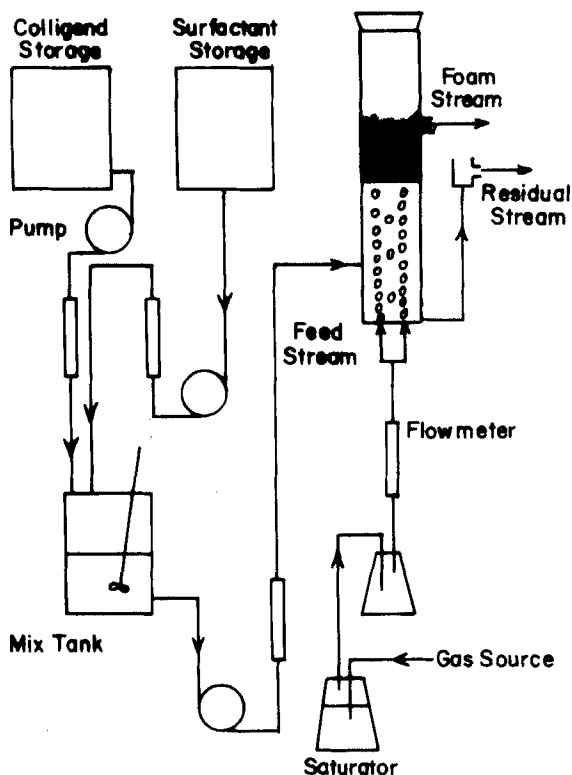 Colligend
Storage
Surfactant
Storage
Foam
Stream
Residual
Stream
Pump
Feed
Stream
Flowmeter
Mix Tank
Gas Source
Saturator